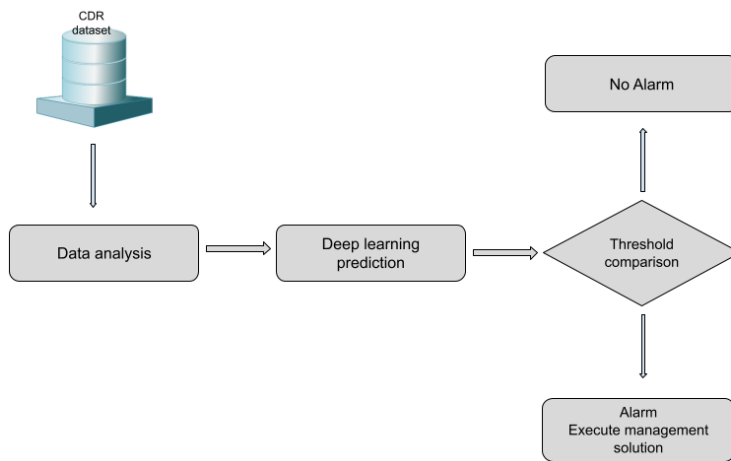 CDR
dataset
No Alarm
Data analysis
Deep learning
prediction
Threshold
comparison
Alarm
Execute management
solution